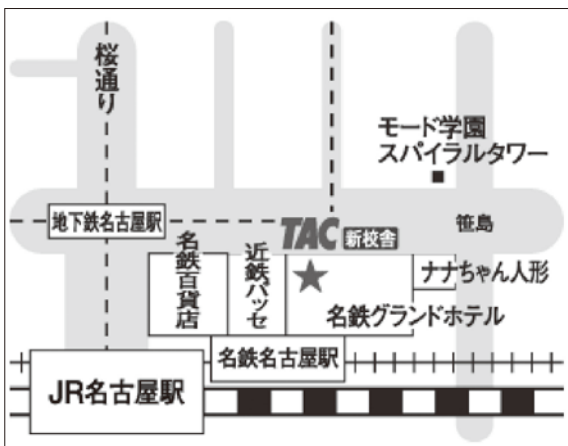 桜通り
モード学園
スパイラルタワー
地下鉄名古屋駅
TAC 新校舎
笹島
名鉄百貨店
近鉄パッセ
ナナちゃん人形
名鉄グランドホテル
名鉄名古屋駅
JR名古屋駅